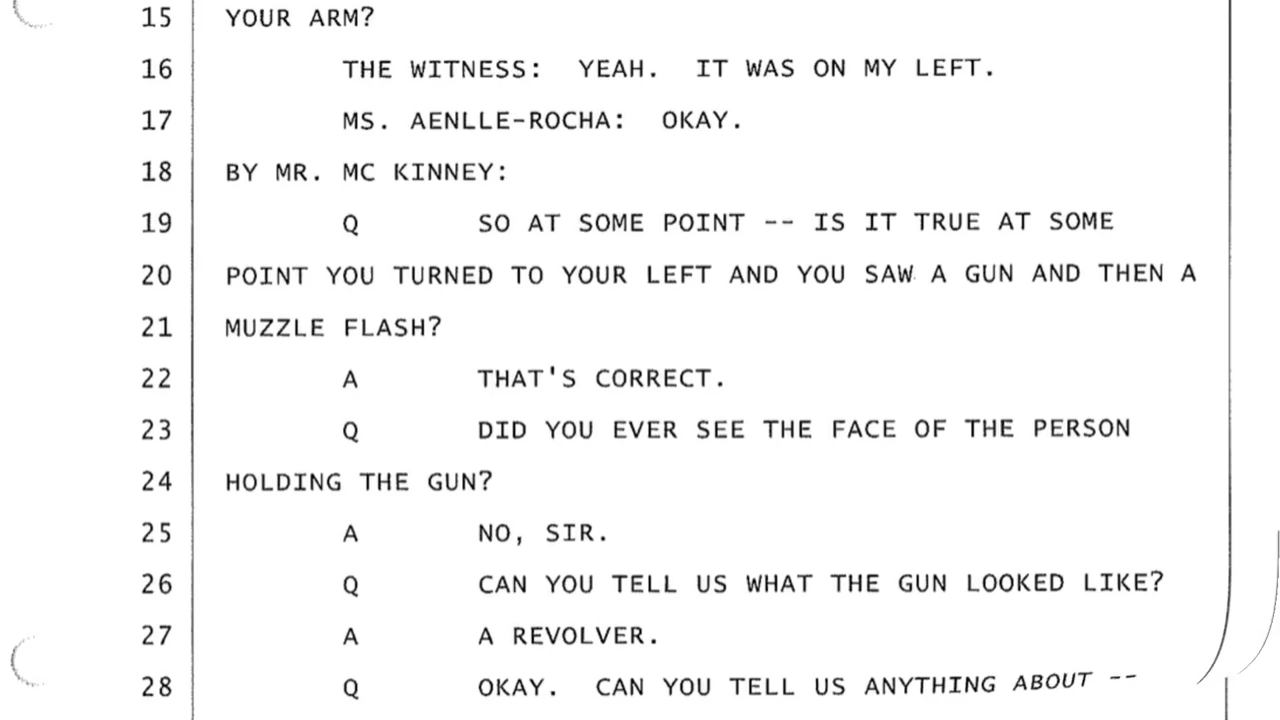 15 YOUR ARM?
16 THE WITNESS: YEAH. IT WAS ON MY LEFT.
17 MS. AENLLE-ROCHA: OKAY.
18 BY MR. MC KINNEY:
19 Q SO AT SOME POINT -- IS IT TRUE AT SOME
20 POINT YOU TURNED TO YOUR LEFT AND YOU SAW A GUN AND THEN A
21 MUZZLE FLASH?
22 A THAT'S CORRECT.
23 Q DID YOU EVER SEE THE FACE OF THE PERSON
24 HOLDING THE GUN?
25 A NO, SIR.
26 Q CAN YOU TELL US WHAT THE GUN LOOKED LIKE?
27 A A REVOLVER.
28 Q OKAY. CAN YOU TELL US ANYTHING ABOUT --